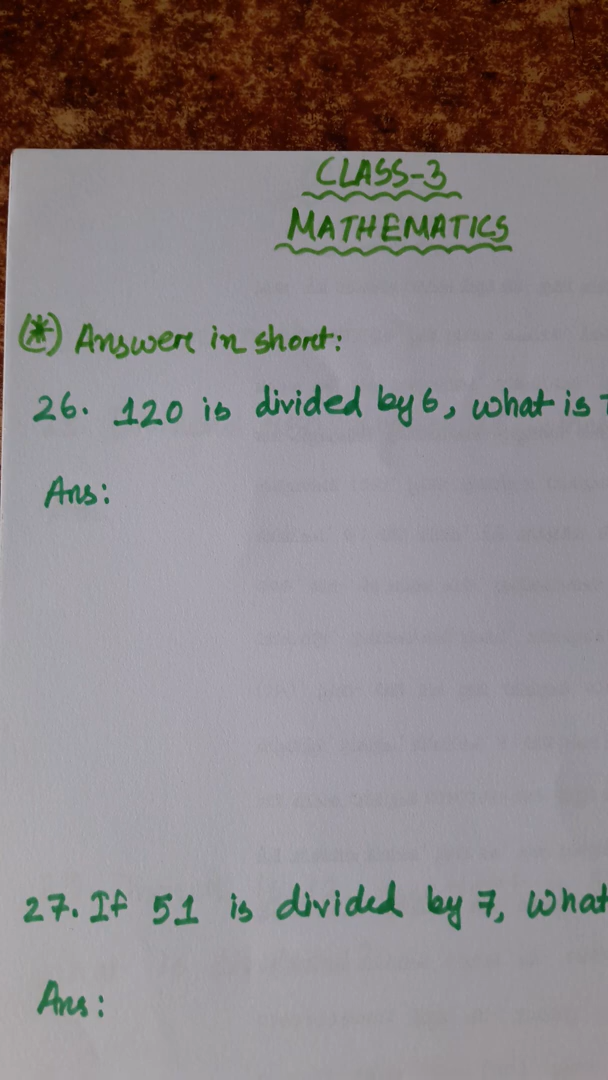 CLASS-3
MATHEMATICS
(*) Answere in short:
26. 120 is divided by 6, what is
Ans:
27. If 51 is divided by 7, What
Ans: